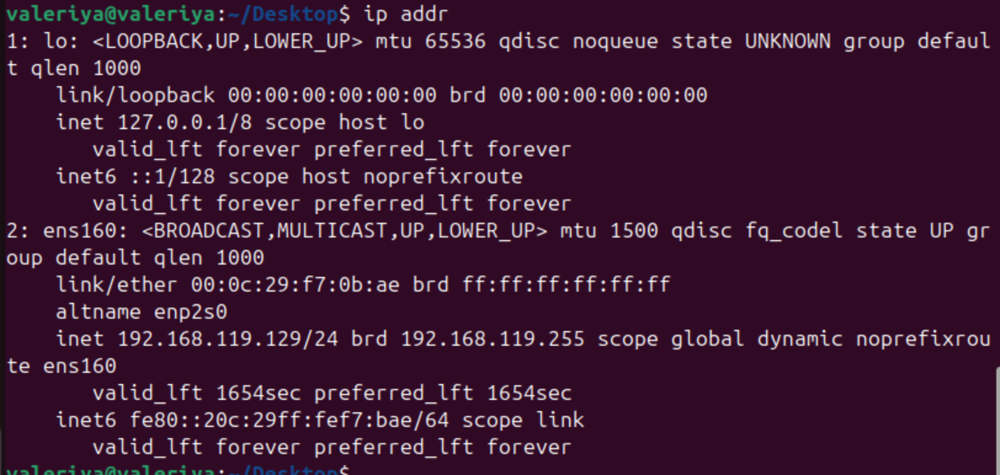 valeriya@valeriya:~/Desktop$ ip addr
1: lo: <LOOPBACK,UP,LOWER_UP> mtu 65536 qdisc noqueue state UNKNOWN group defaul
t qlen 1000
    link/loopback 00:00:00:00:00:00 brd 00:00:00:00:00:00
    inet 127.0.0.1/8 scope host lo
       valid_lft forever preferred_lft forever
    inet6 ::1/128 scope host noprefixroute
       valid_lft forever preferred_lft forever
2: ens160: <BROADCAST,MULTICAST,UP,LOWER_UP> mtu 1500 qdisc fq_codel state UP gr
oup default qlen 1000
    link/ether 00:0c:29:f7:0b:ae brd ff:ff:ff:ff:ff:ff
    altname enp2s0
    inet 192.168.119.129/24 brd 192.168.119.255 scope global dynamic noprefixrou
te ens160
       valid_lft 1654sec preferred_lft 1654sec
    inet6 fe80::20c:29ff:fef7:bae/64 scope link
       valid_lft forever preferred_lft forever
valeriya@valeriya:~/Desktop$